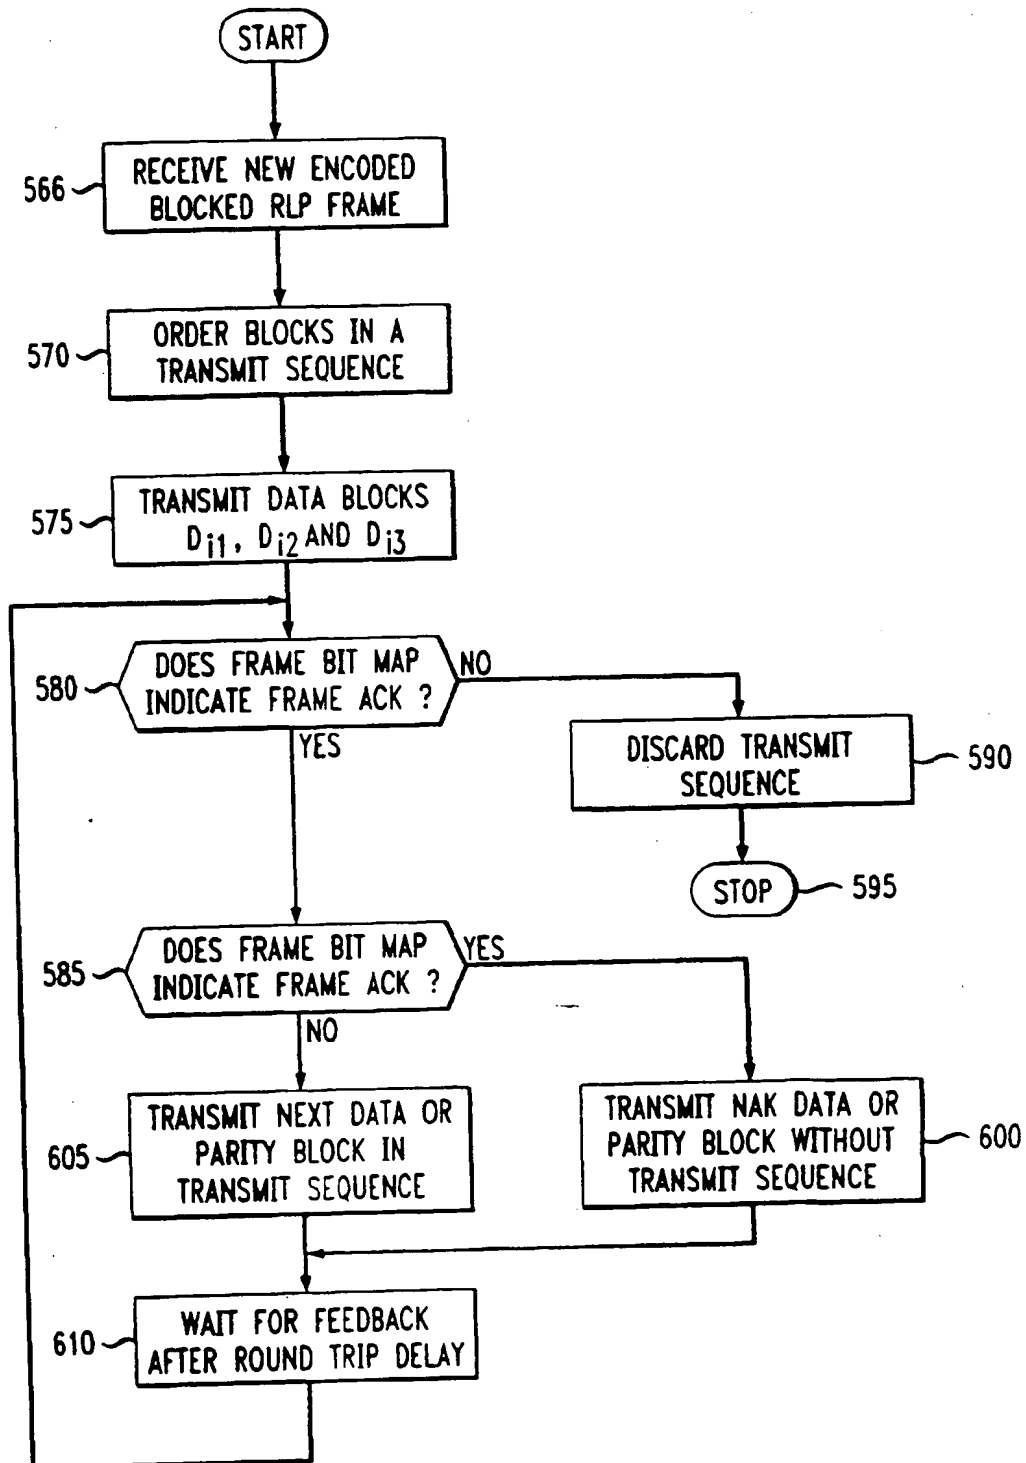 START
566
RECEIVE NEW ENCODED
BLOCKED RLP FRAME
570
ORDER BLOCKS IN A
TRANSMIT SEQUENCE
575
TRANSMIT DATA BLOCKS
Di1, Di2 AND Di3
580
DOES FRAME BIT MAP
INDICATE FRAME ACK ?
NO
YES
DISCARD TRANSMIT
SEQUENCE
590
STOP
595
585
DOES FRAME BIT MAP
INDICATE FRAME ACK ?
YES
NO
605
TRANSMIT NEXT DATA OR
PARITY BLOCK IN
TRANSMIT SEQUENCE
TRANSMIT NAK DATA OR
PARITY BLOCK WITHOUT
TRANSMIT SEQUENCE
600
610
WAIT FOR FEEDBACK
AFTER ROUND TRIP DELAY